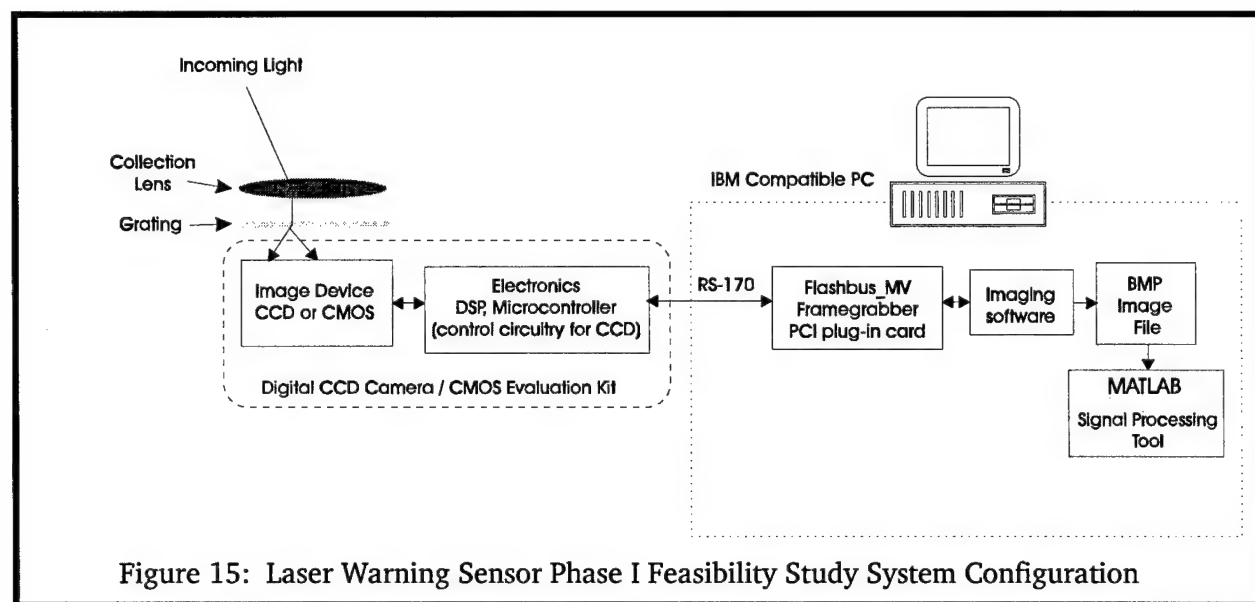 Incoming Light
Collection
Lens
Grating
Image Device
CCD or CMOS
Electronics
DSP, Microcontroller
(control circuitry for CCD)
Digital CCD Camera / CMOS Evaluation Kit
RS-170
IBM Compatible PC
Flashbus_MV
Framegrabber
PCI plug-in card
Imaging
software
BMP
Image
File
MATLAB
Signal Processing
Tool
Figure 15: Laser Warning Sensor Phase I Feasibility Study System Configuration